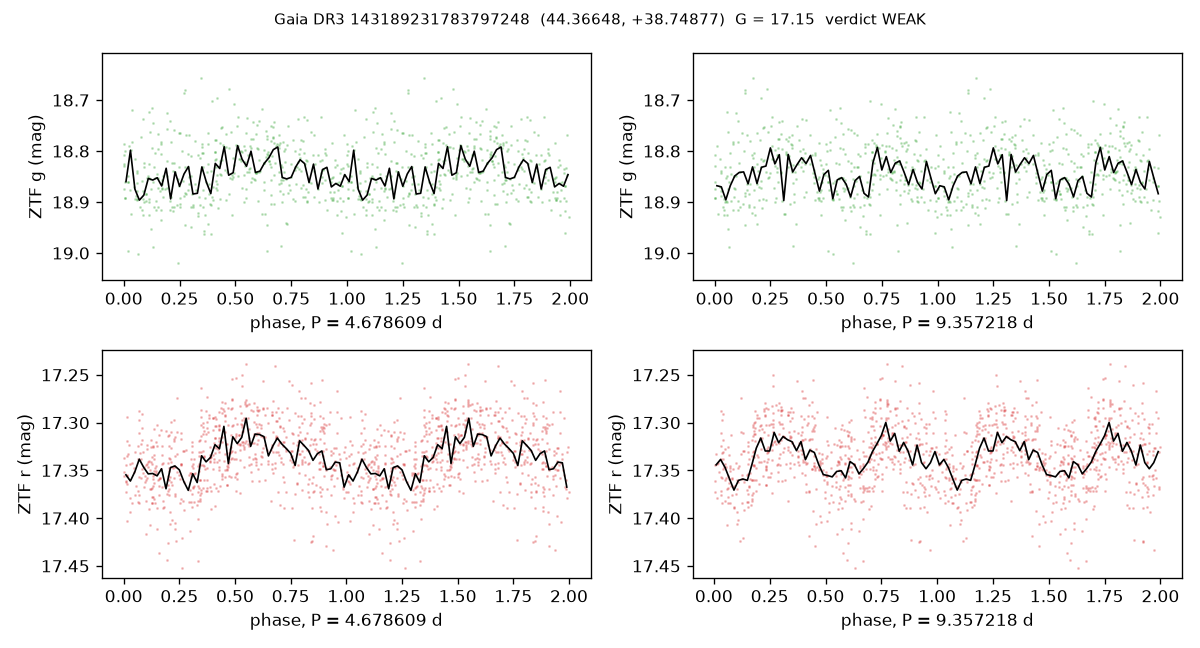 Gaia DR3 143189231783797248  (44.36648, +38.74877)  G = 17.15  verdict WEAK
ZTF g (mag)
18.7
18.8
18.9
19.0
0.00 0.25 0.50 0.75 1.00 1.25 1.50 1.75 2.00
phase, P = 4.678609 d
ZTF g (mag)
18.7
18.8
18.9
19.0
0.00 0.25 0.50 0.75 1.00 1.25 1.50 1.75 2.00
phase, P = 9.357218 d
ZTF r (mag)
17.25
17.30
17.35
17.40
17.45
0.00 0.25 0.50 0.75 1.00 1.25 1.50 1.75 2.00
phase, P = 4.678609 d
ZTF r (mag)
17.25
17.30
17.35
17.40
17.45
0.00 0.25 0.50 0.75 1.00 1.25 1.50 1.75 2.00
phase, P = 9.357218 d